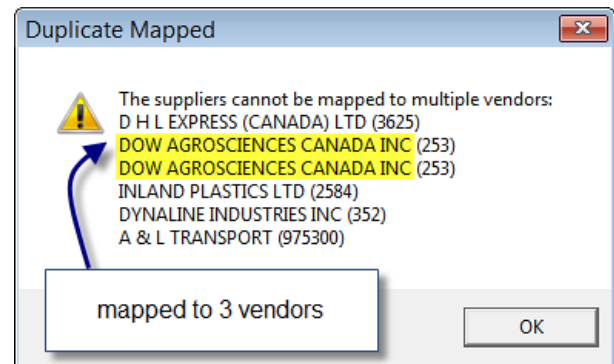 Duplicate Mapped
The suppliers cannot be mapped to multiple vendors:
D H L EXPRESS (CANADA) LTD (3625)
DOW AGROSCIENCES CANADA INC (253)
DOW AGROSCIENCES CANADA INC (253)
INLAND PLASTICS LTD (2584)
DYNALINE INDUSTRIES INC (352)
A & L TRANSPORT (975300)
mapped to 3 vendors
OK